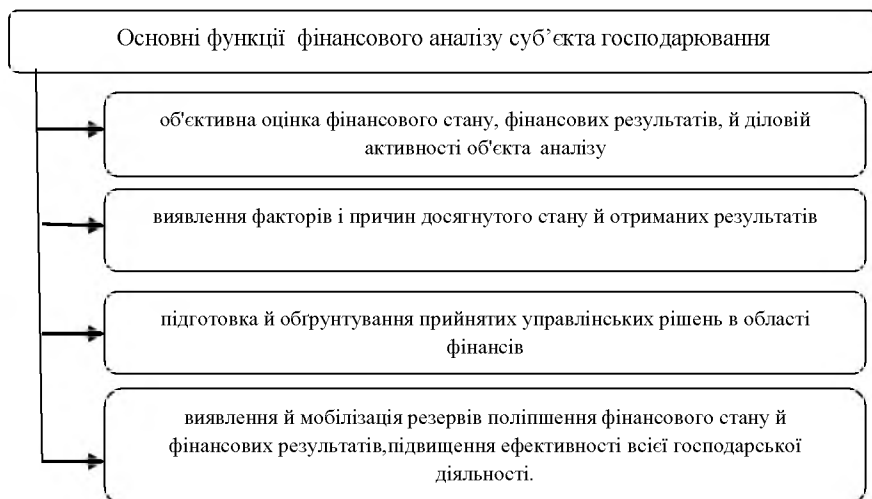 Основні функції фінансового аналізу суб’єкта господарювання
об'єктивна оцінка фінансового стану, фінансових результатів, й діловій
активності об'єкта аналізу
виявлення факторів і причин досягнутого стану й отриманих результатів
підготовка й обґрунтування прийнятих управлінських рішень в області
фінансів
виявлення й мобілізація резервів поліпшення фінансового стану й
фінансових результатів,підвищення ефективності всієї господарської
діяльності.